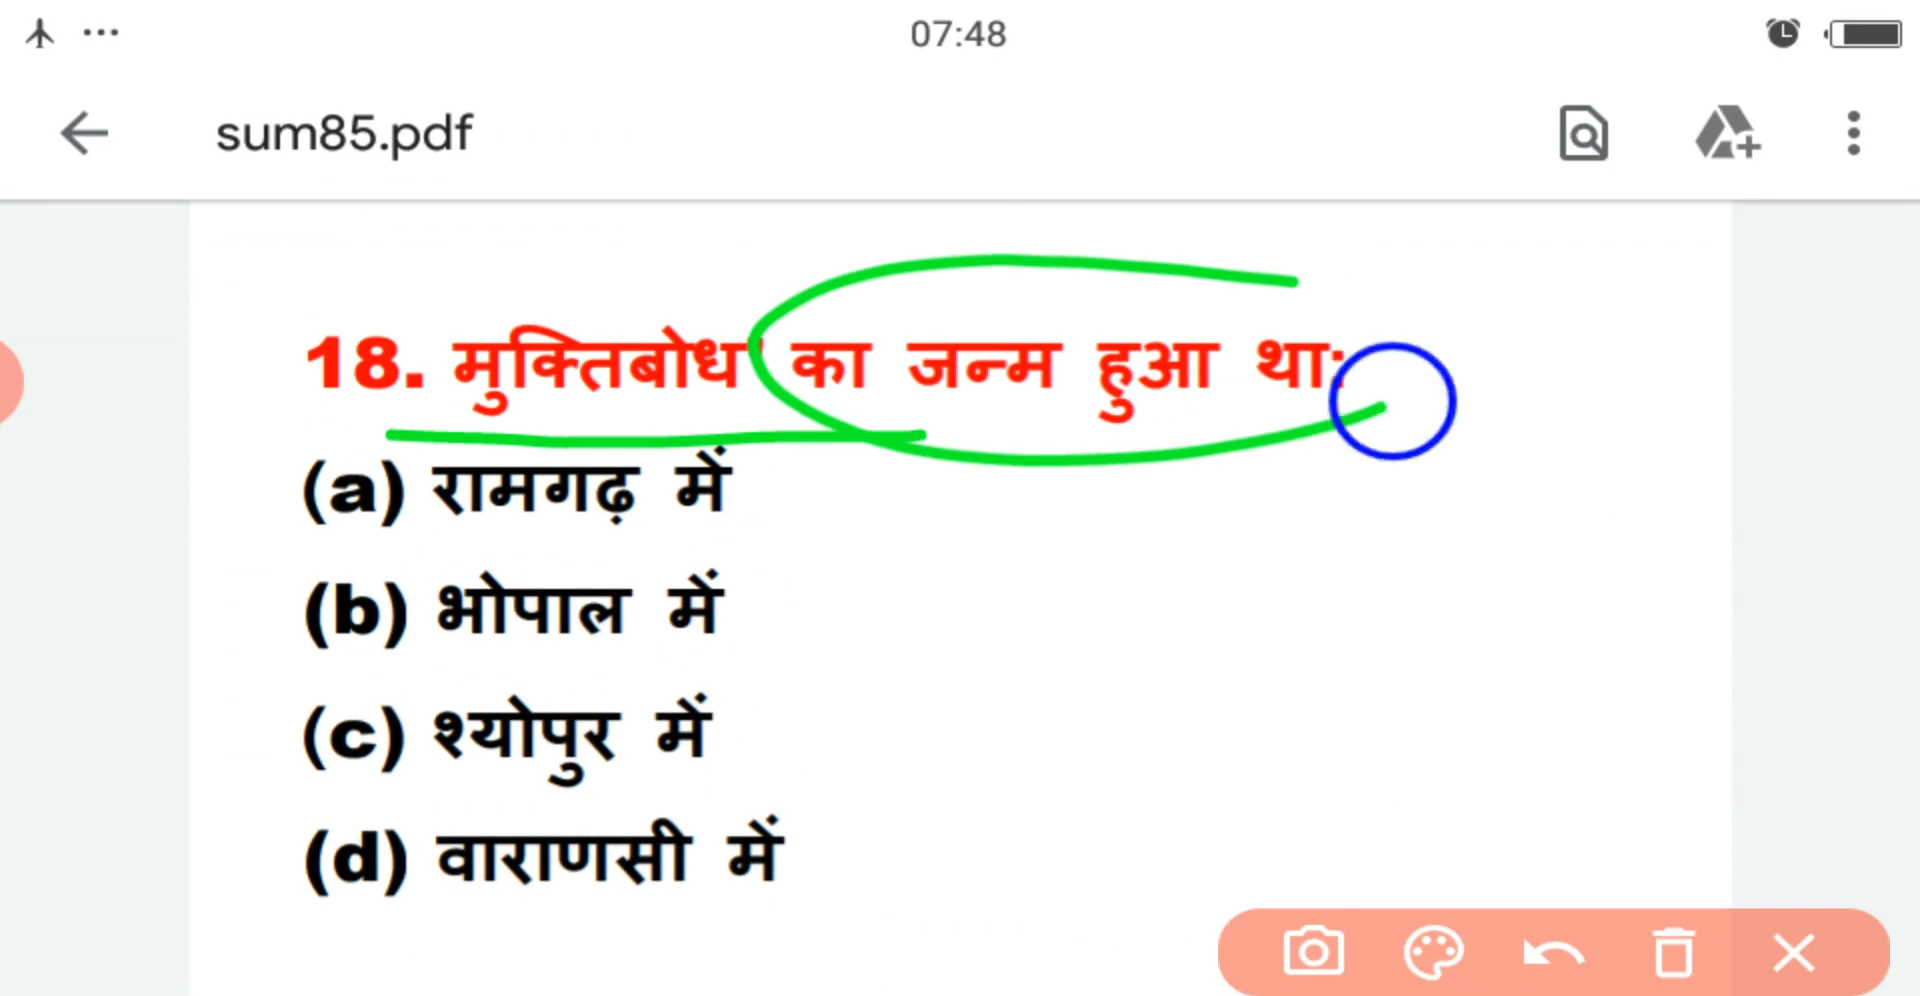 07:48
sum85.pdf
18. मुक्तिबोध का जन्म हुआ था:
(a) रामगढ़ में
(b) भोपाल में
(c) श्योपुर में
(d) वाराणसी में